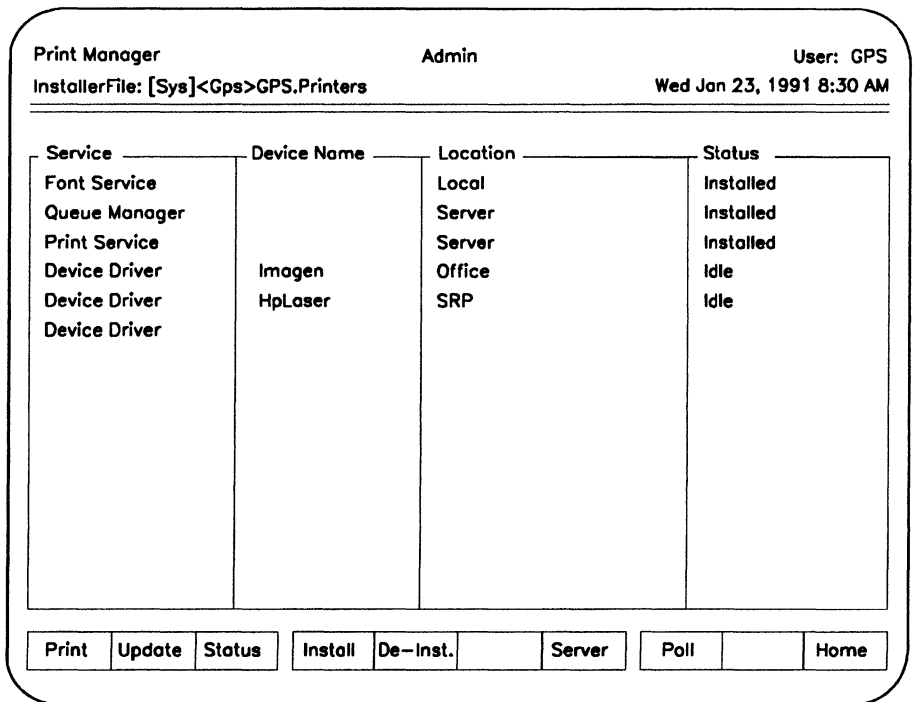 Print Manager Admin User: GPS
InstallerFile: [Sys]<Gps>GPS.Printers Wed Jan 23, 1991 8:30 AM
Service Device Name Location Status
Font Service Local Installed
Queue Manager Server Installed
Print Service Server Installed
Device Driver Imagen Office Idle
Device Driver HpLaser SRP Idle
Device Driver
Print Update Status Install De-Inst. Server Poll Home